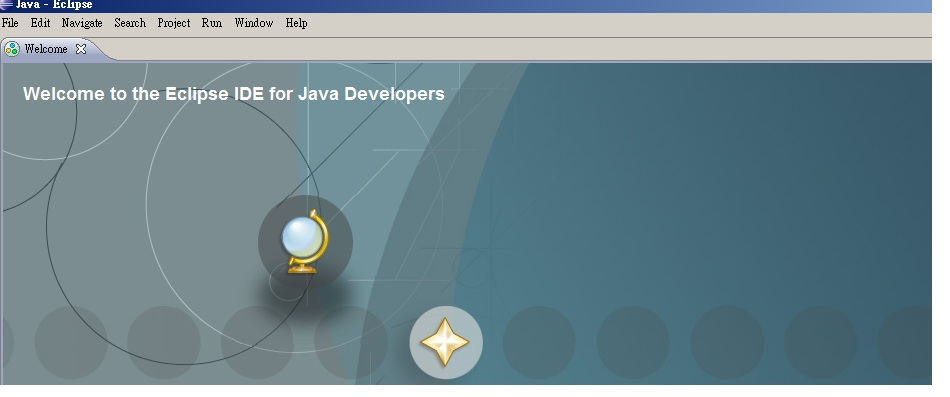 Java - Eclipse
File Edit Navigate Search Project Run Window Help
Welcome
Welcome to the Eclipse IDE for Java Developers